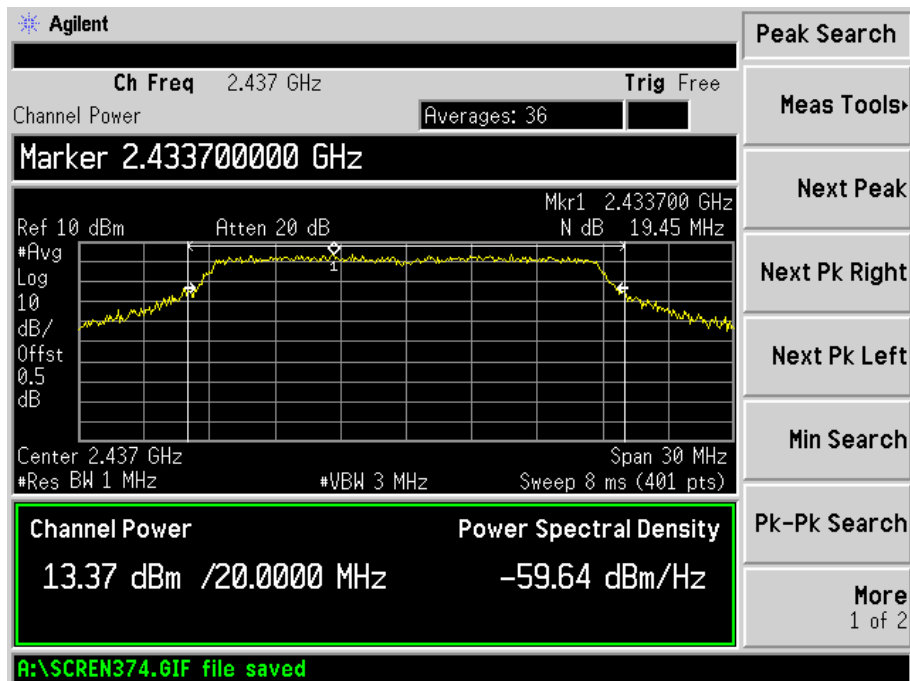 Agilent
Ch Freq 2.437 GHz Trig Free
Channel Power Averages: 36
Marker 2.433700000 GHz
Mkr1 2.433700 GHz
Ref 10 dBm Atten 20 dB N dB 19.45 MHz
#Avg
Log
10
dB/
Offst
0.5
dB
1
Center 2.437 GHz Span 30 MHz
#Res BW 1 MHz #VBW 3 MHz Sweep 8 ms (401 pts)
Channel Power Power Spectral Density
13.37 dBm /20.0000 MHz -59.64 dBm/Hz
A:\SCREN374.GIF file saved
Peak Search
Meas Tools
Next Peak
Next Pk Right
Next Pk Left
Min Search
Pk-Pk Search
More
1 of 2